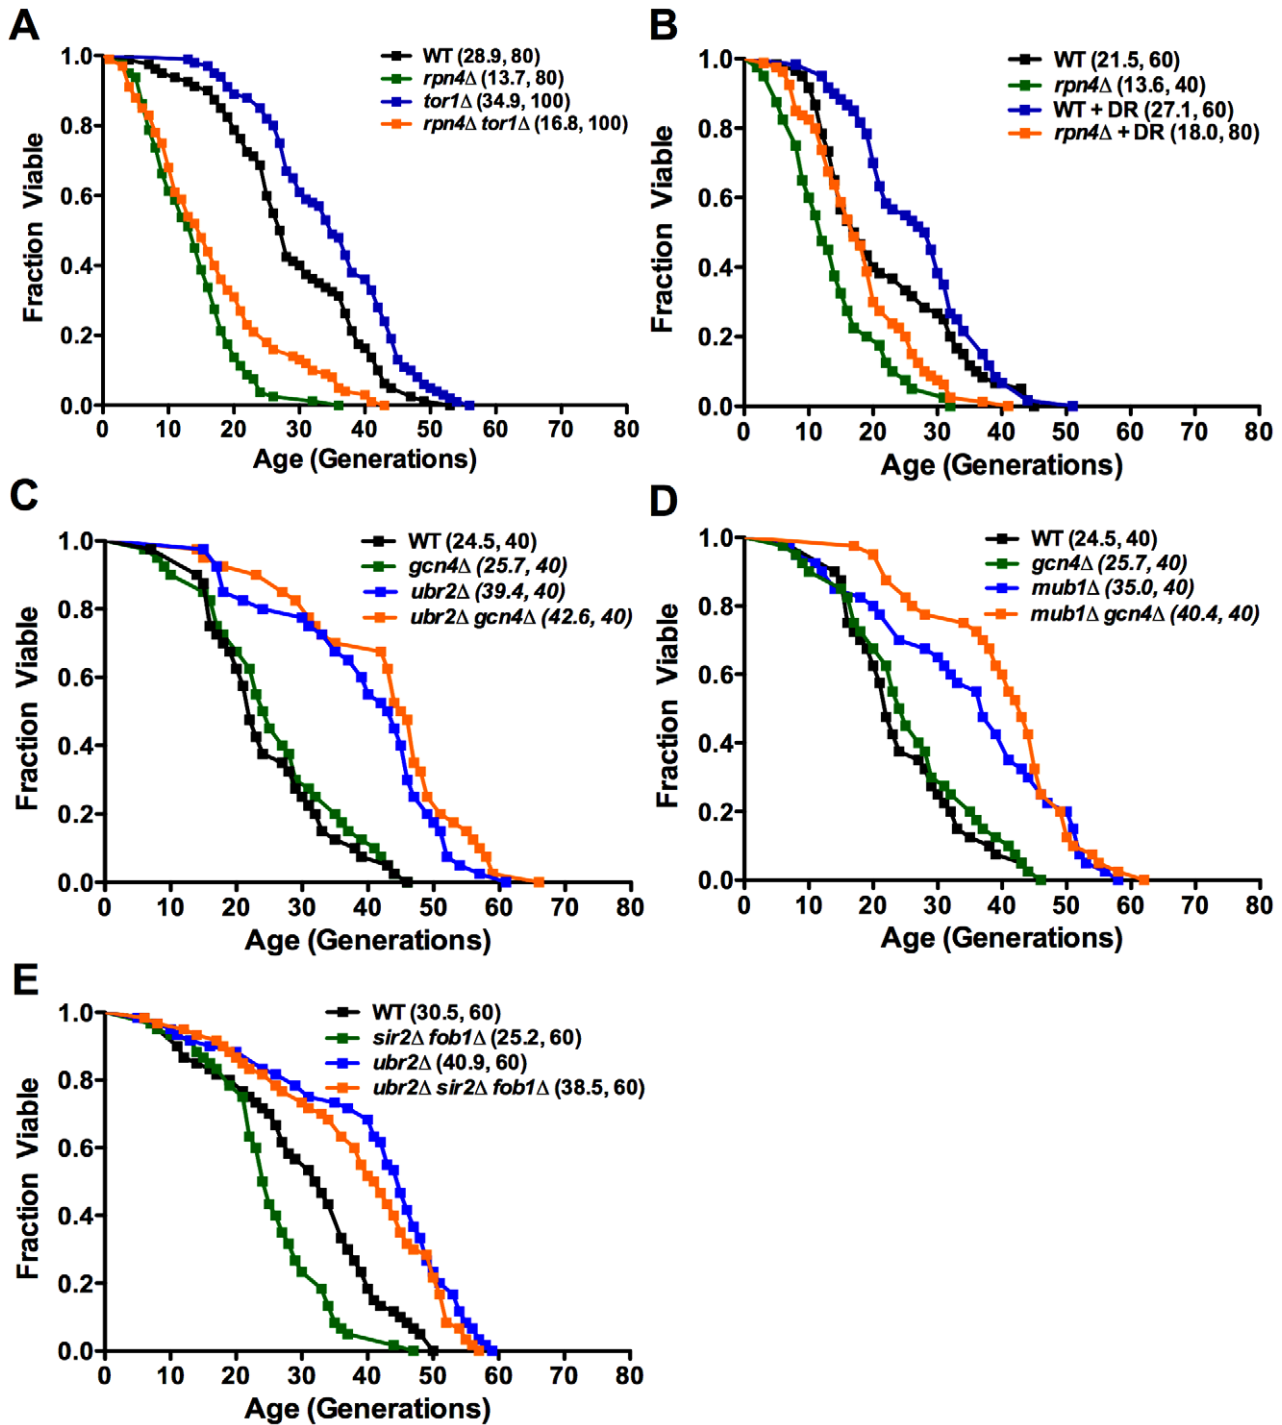 A
WT (28.9, 80)
rpn4Δ (13.7, 80)
tor1Δ (34.9, 100)
rpn4Δ tor1Δ (16.8, 100)
Fraction Viable
1.0
0.8
0.6
0.4
0.2
0.0
0 10 20 30 40 50 60 70 80
Age (Generations)
B
WT (21.5, 60)
rpn4Δ (13.6, 40)
WT + DR (27.1, 60)
rpn4Δ + DR (18.0, 80)
Fraction Viable
1.0
0.8
0.6
0.4
0.2
0.0
0 10 20 30 40 50 60 70 80
Age (Generations)
C
WT (24.5, 40)
gcn4Δ (25.7, 40)
ubr2Δ (39.4, 40)
ubr2Δ gcn4Δ (42.6, 40)
Fraction Viable
1.0
0.8
0.6
0.4
0.2
0.0
0 10 20 30 40 50 60 70 80
Age (Generations)
D
WT (24.5, 40)
gcn4Δ (25.7, 40)
mub1Δ (35.0, 40)
mub1Δ gcn4Δ (40.4, 40)
Fraction Viable
1.0
0.8
0.6
0.4
0.2
0.0
0 10 20 30 40 50 60 70 80
Age (Generations)
E
WT (30.5, 60)
sir2Δ fob1Δ (25.2, 60)
ubr2Δ (40.9, 60)
ubr2Δ sir2Δ fob1Δ (38.5, 60)
Fraction Viable
1.0
0.8
0.6
0.4
0.2
0.0
0 10 20 30 40 50 60 70 80
Age (Generations)